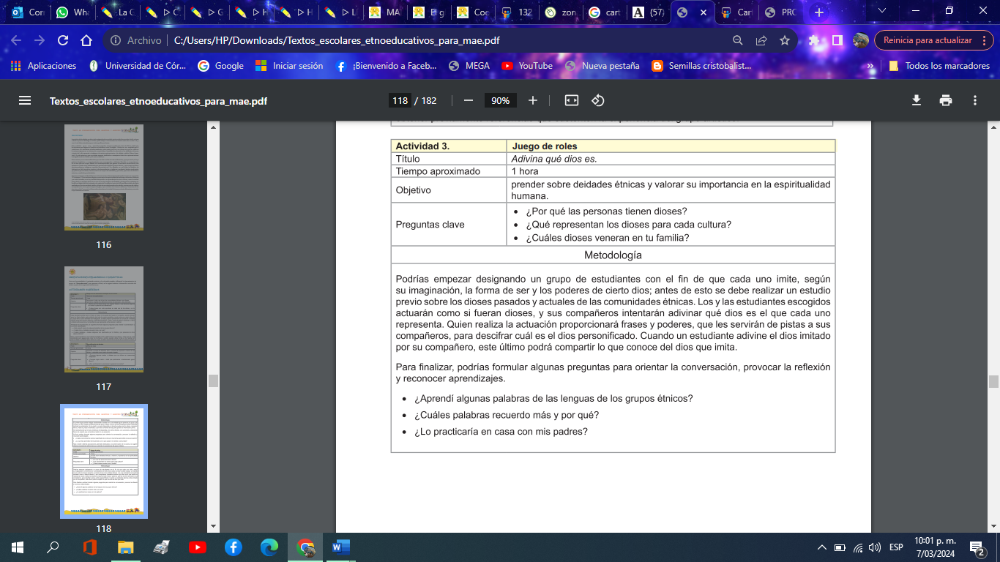 Con
Wha
La G
C
G
H
H
Li
MA
El g
Coc
132
zon
cart
(57)
Cart
PRC
Archivo
C:/Users/HP/Downloads/Textos_escolares_etnoeducativos_para_mae.pdf
Reinicia para actualizar
Aplicaciones
Universidad de Cór...
Google
Iniciar sesión
¡Bienvenido a Faceb...
MEGA
YouTube
Nueva pestaña
Semillas cristobalist...
»
Todos los marcadores
Textos_escolares_etnoeducativos_para_mae.pdf
118 / 182
90%
116
117
118
Actividad 3. Juego de roles
Título Adivina qué dios es.
Tiempo aproximado 1 hora
Objetivo prender sobre deidades étnicas y valorar su importancia en la espiritualidad
humana.
Preguntas clave
• ¿Por qué las personas tienen dioses?
• ¿Qué representan los dioses para cada cultura?
• ¿Cuáles dioses veneran en tu familia?
Metodología
Podrías empezar designando un grupo de estudiantes con el fin de que cada uno imite, según
su imaginación, la forma de ser y los poderes de cierto dios; antes de esto se debe realizar un estudio
previo sobre los dioses pasados y actuales de las comunidades étnicas. Los y las estudiantes escogidos
actuarán como si fueran dioses, y sus compañeros intentarán adivinar qué dios es el que cada uno
representa. Quien realiza la actuación proporcionará frases y poderes, que les servirán de pistas a sus
compañeros, para descifrar cuál es el dios personificado. Cuando un estudiante adivine el dios imitado
por su compañero, este último podrá compartir lo que conoce del dios que imita.
Para finalizar, podrías formular algunas preguntas para orientar la conversación, provocar la reflexión
y reconocer aprendizajes.
• ¿Aprendí algunas palabras de las lenguas de los grupos étnicos?
• ¿Cuáles palabras recuerdo más y por qué?
• ¿Lo practicaría en casa con mis padres?
ESP
10:01 p. m.
7/03/2024
2